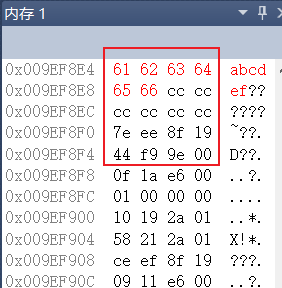 内存 1
0x009EF8E4 61 62 63 64 abcd
0x009EF8E8 65 66 cc cc ef??
0x009EF8EC cc cc cc cc ????
0x009EF8F0 7e ee 8f 19 ~??.
0x009EF8F4 44 f9 9e 00 D??.
0x009EF8F8 0f 1a e6 00 ..?.
0x009EF8FC 01 00 00 00 ....
0x009EF900 10 19 2a 01 ..*.
0x009EF904 58 21 2a 01 X!*.
0x009EF908 ce ef 8f 19 ???.
0x009EF90C 09 11 e6 00 ..?.